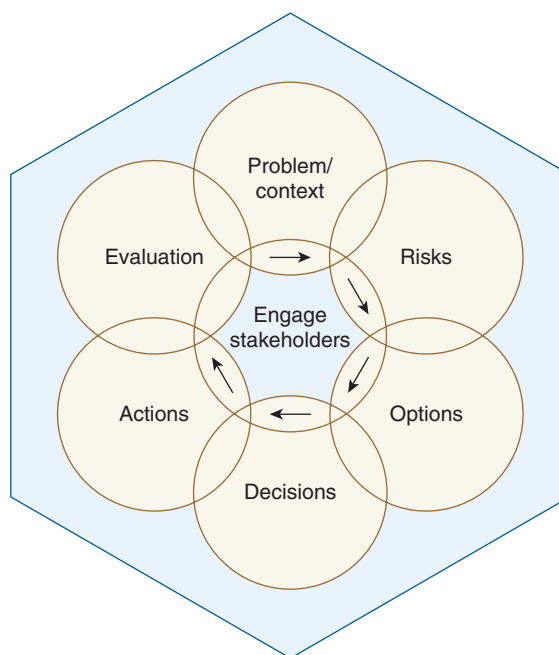 Problem/
context
Evaluation
Risks
Engage
stakeholders
Actions
Options
Decisions